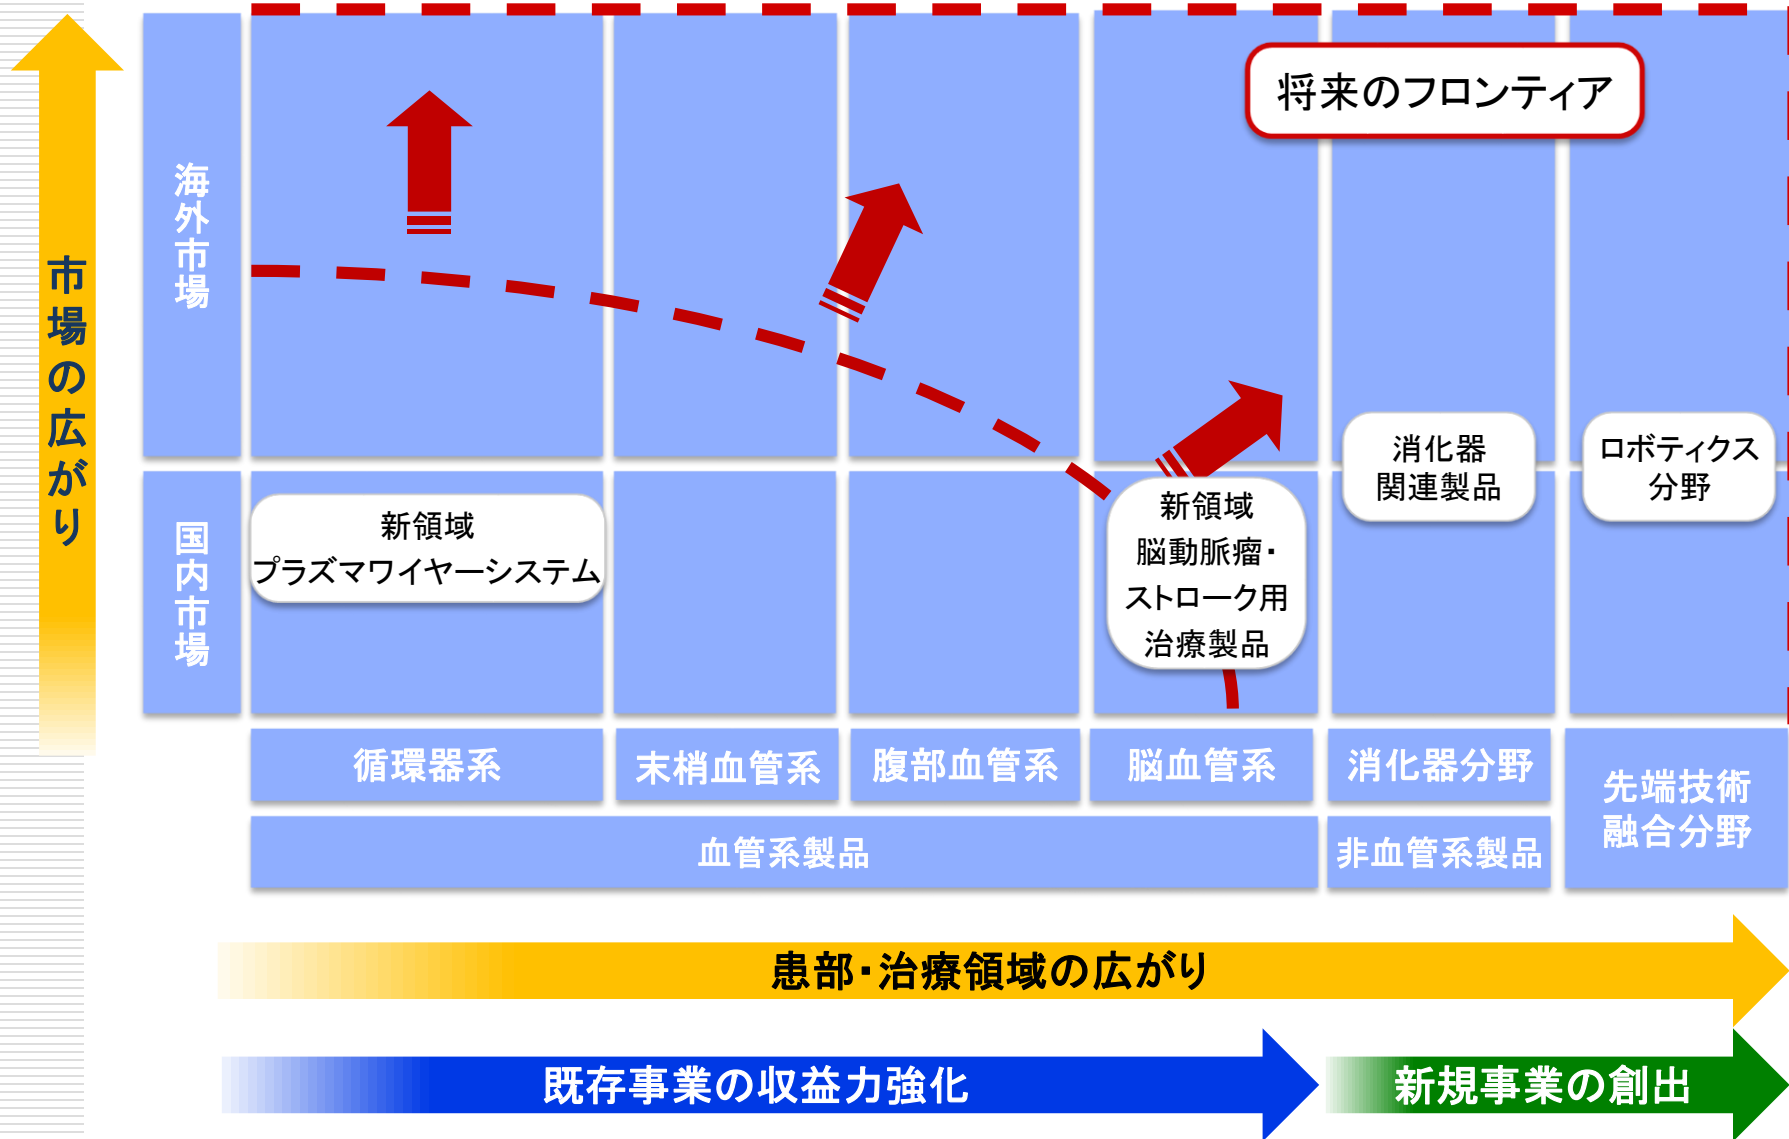 将来のフロンティア
市場の広がり
海外市場
国内市場
新領域
プラズマワイヤーシステム
新領域
脳動脈瘤・
ストローク用
治療製品
消化器
関連製品
ロボティクス
分野
循環器系
末梢血管系
腹部血管系
脳血管系
消化器分野
先端技術
融合分野
血管系製品
非血管系製品
患部・治療領域の広がり
既存事業の収益力強化
新規事業の創出